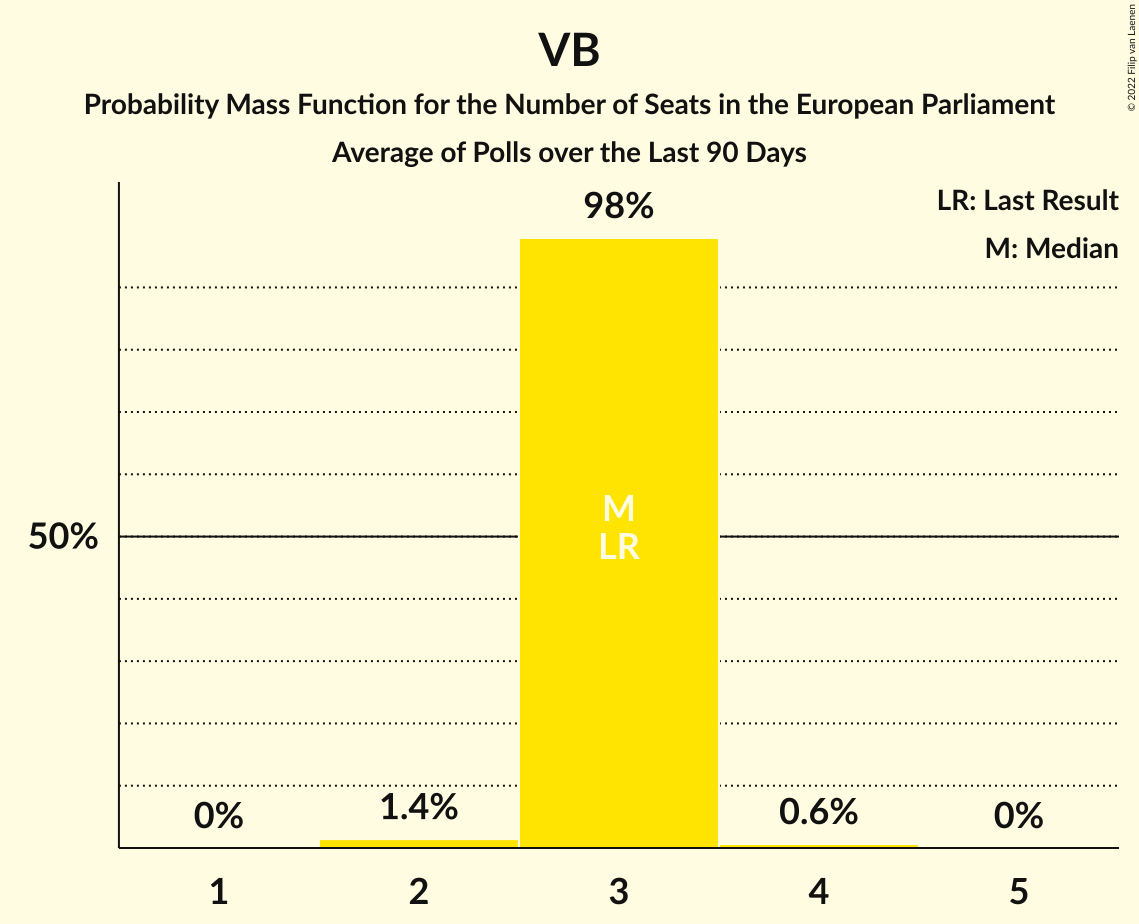 VB
Probability Mass Function for the Number of Seats in the European Parliament
Average of Polls over the Last 90 Days
© 2022 Filip van Laenen
LR: Last Result
M: Median
98%
50%
M
LR
0%
1.4%
0.6%
0%
1
2
3
4
5